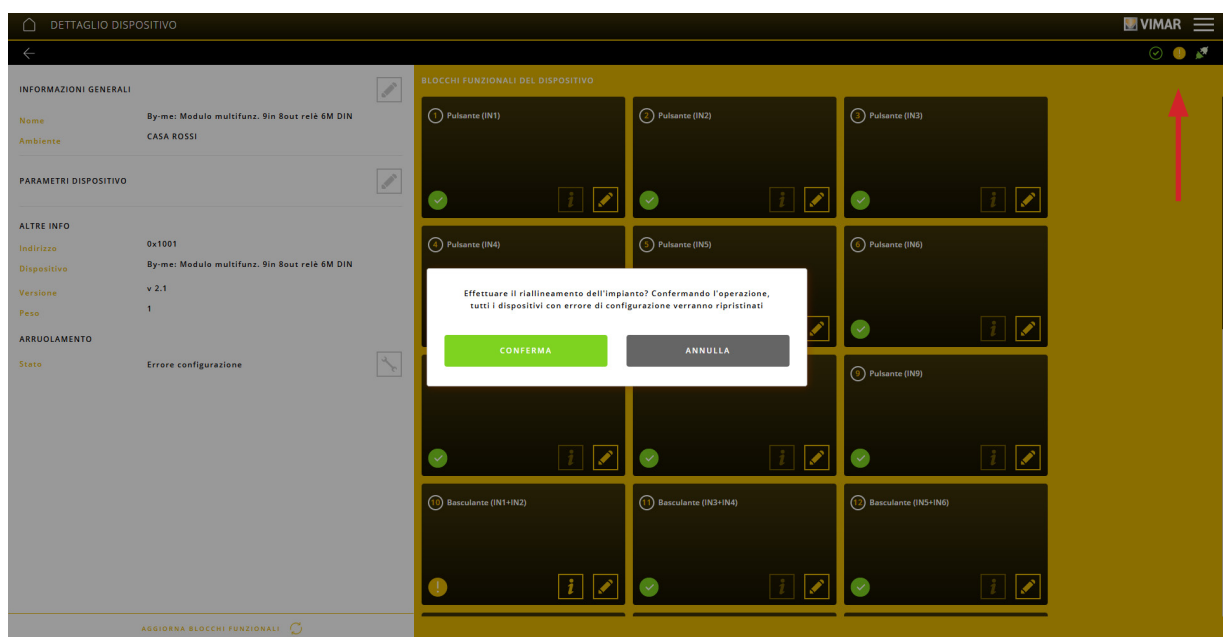 DETTAGLIO DISPOSITIVO
VIMAR
INFORMAZIONI GENERALI
Nome By-me: Modulo multifunz. 9in 8out relè 6M DIN
Ambiente CASA ROSSI
PARAMETRI DISPOSITIVO
ALTRE INFO
Indirizzo 0x1001
Dispositivo By-me: Modulo multifunz. 9in 8out relè 6M DIN
Versione v 2.1
Peso 1
ARRUOLAMENTO
Stato Errore configurazione
AGGIORNA BLOCCHI FUNZIONALI
BLOCCHI FUNZIONALI DEL DISPOSITIVO
1 Pulsante (IN1)
2 Pulsante (IN2)
3 Pulsante (IN3)
4 Pulsante (IN4)
5 Pulsante (IN5)
6 Pulsante (IN6)
Effettuare il riallineamento dell'impianto? Confermando l'operazione,
tutti i dispositivi con errore di configurazione verranno ripristinati
CONFERMA
ANNULLA
9 Pulsante (IN9)
10 Basculante (IN1+IN2)
11 Basculante (IN3+IN4)
12 Basculante (IN5+IN6)